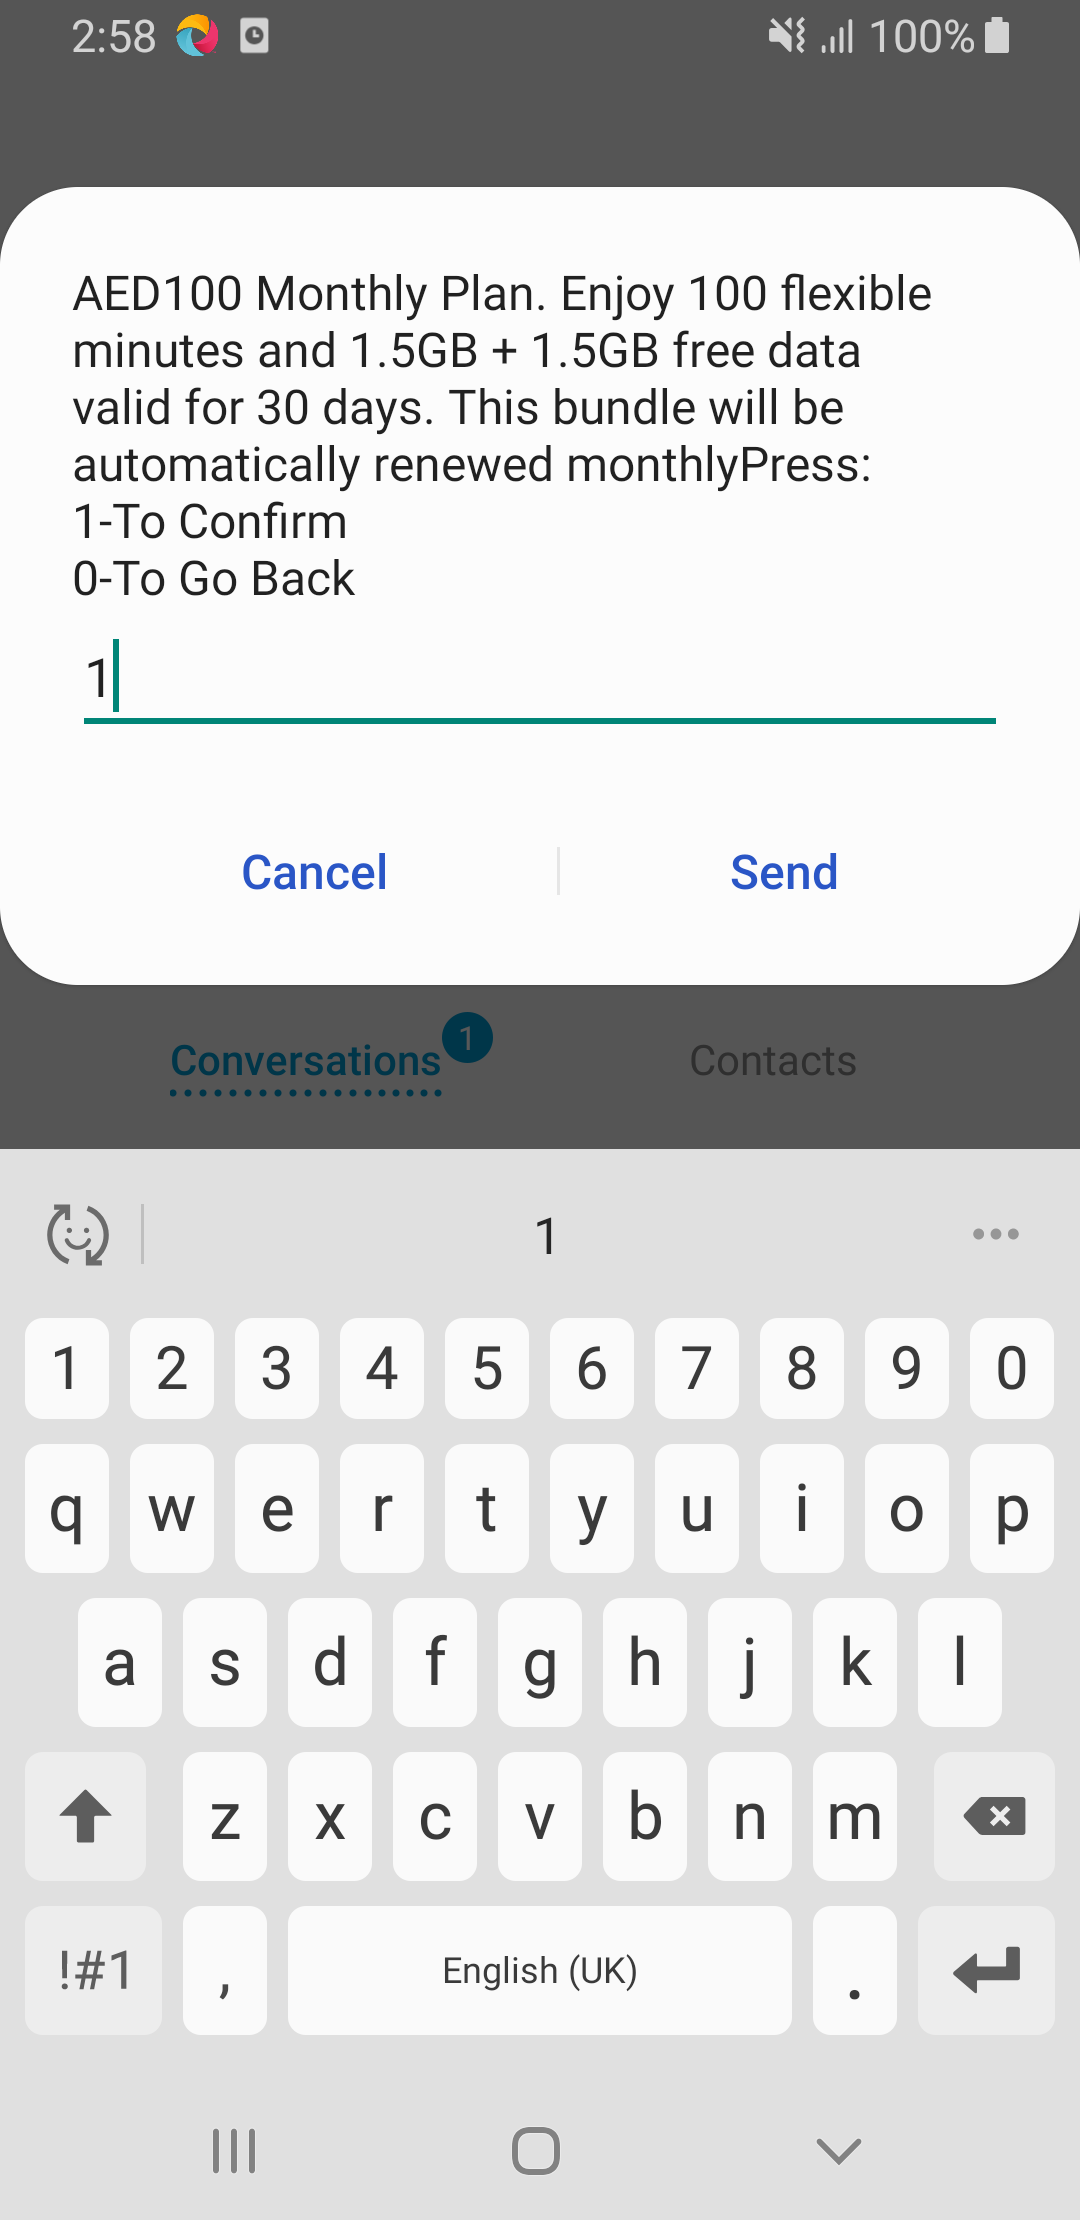 2:58
100%
AED100 Monthly Plan. Enjoy 100 flexible
minutes and 1.5GB + 1.5GB free data
valid for 30 days. This bundle will be
automatically renewed monthlyPress:
1-To Confirm
0-To Go Back
1
Cancel
Send
Conversations
1
Contacts
1
1 2 3 4 5 6 7 8 9 0
q w e r t y u i o p
a s d f g h j k l
z x c v b n m
!#1 , English (UK) .